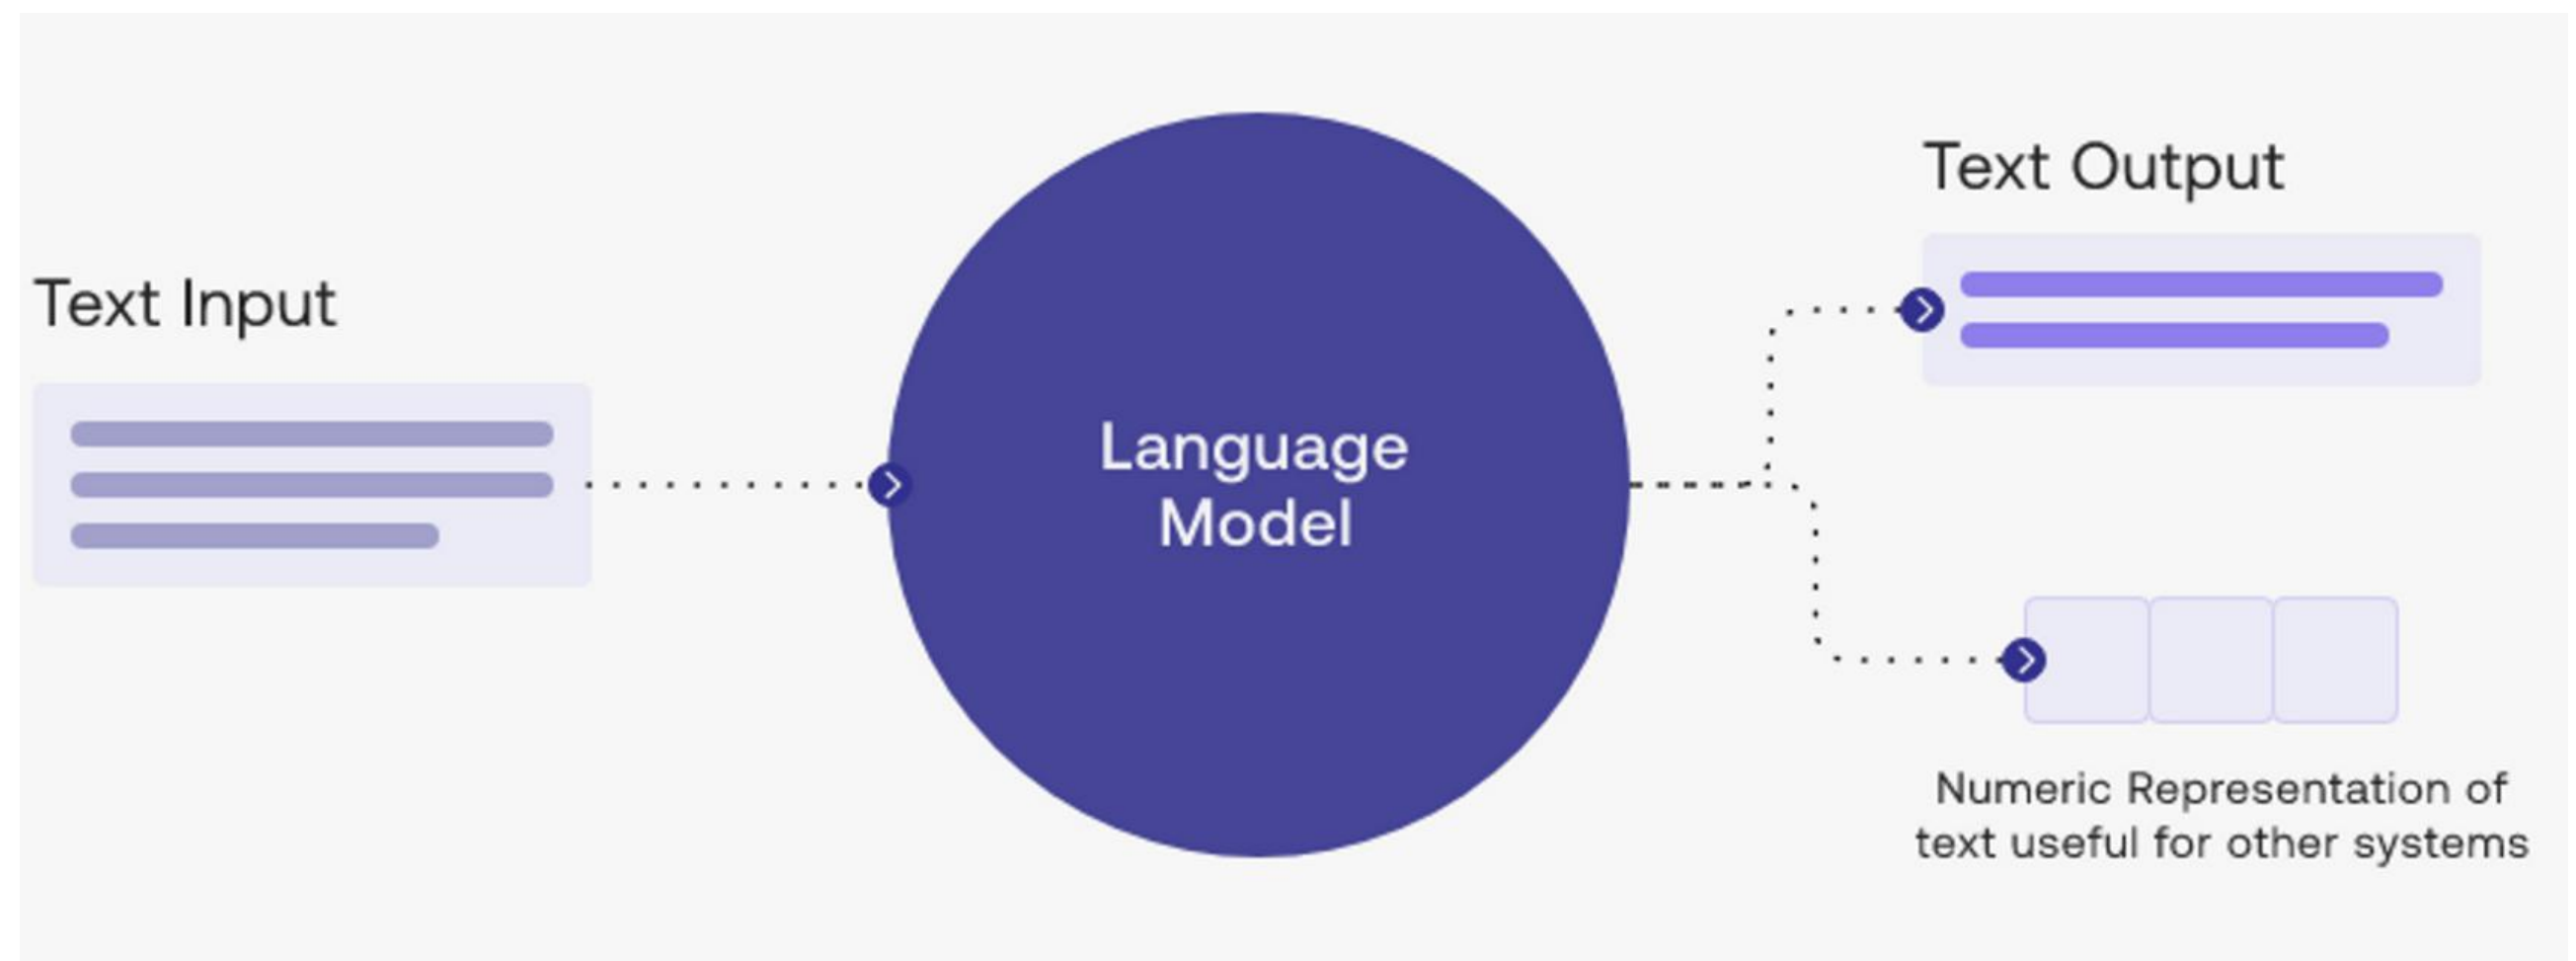 Text Input
Language
Model
Text Output
Numeric Representation of
text useful for other systems